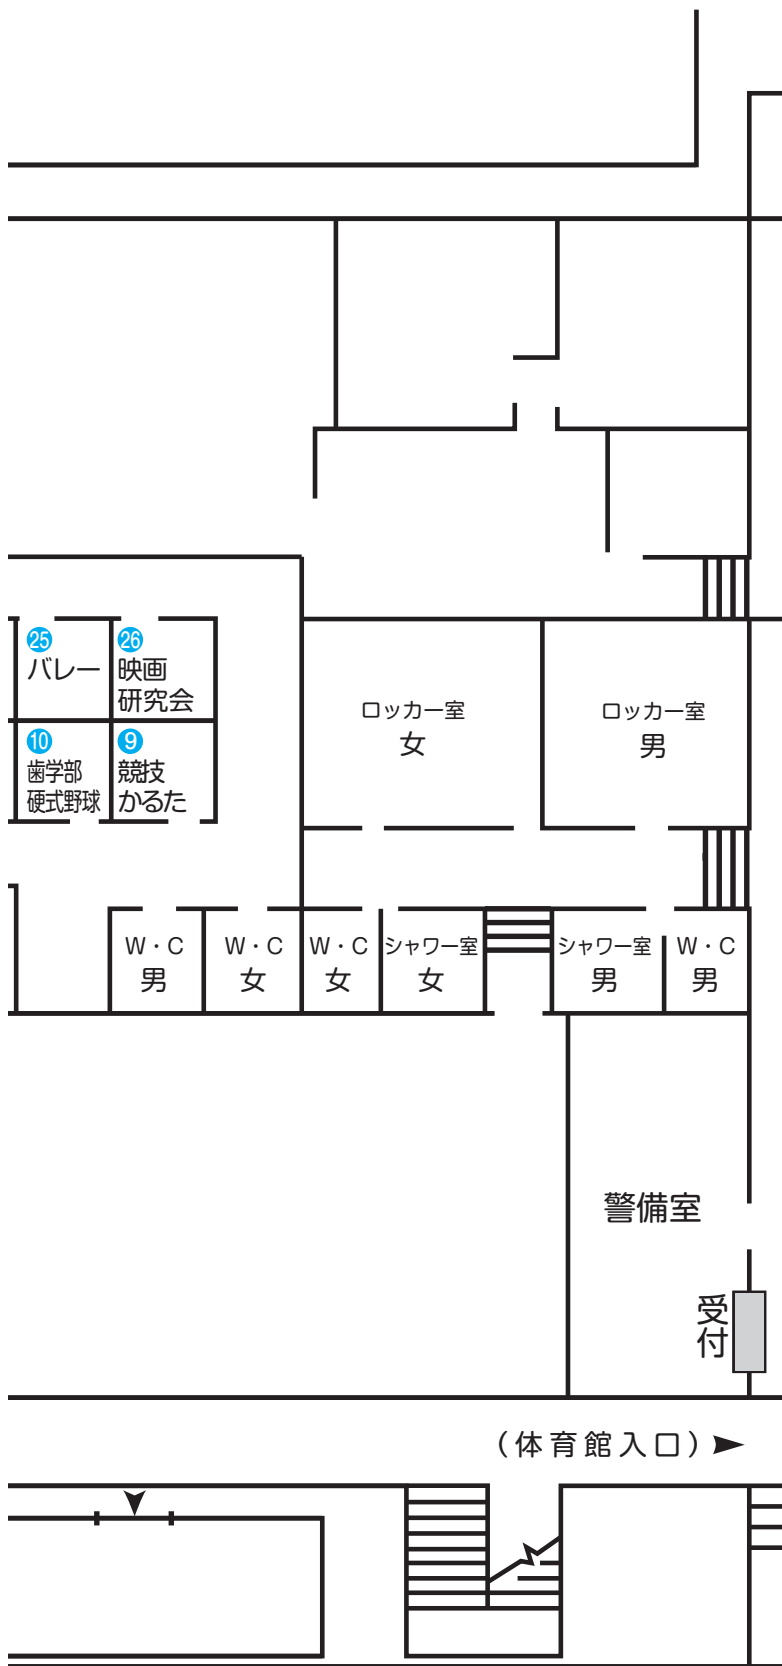 25
バレー
26
映画
研究会
10
歯学部
硬式野球
9
競技
かるた
ロッカー室
女
ロッカー室
男
W・C
男
W・C
女
W・C
女
シャワー室
女
シャワー室
男
W・C
男
警備室
受付
(体育館入口)